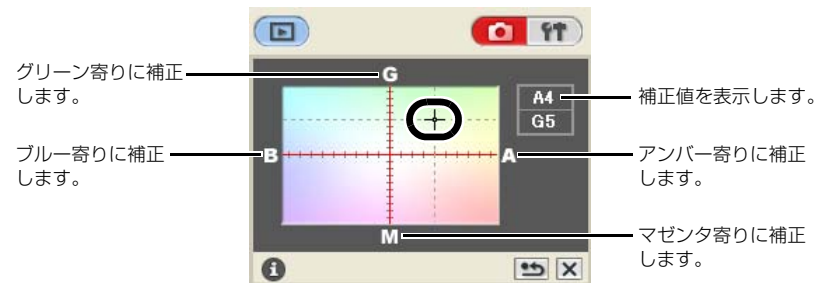 グリーン寄りに補正
します。
ブルー寄りに補正
します。
G
B
A
M
A4
G5
補正値を表示します。
アンバー寄りに補正
します。
マゼンタ寄りに補正
します。